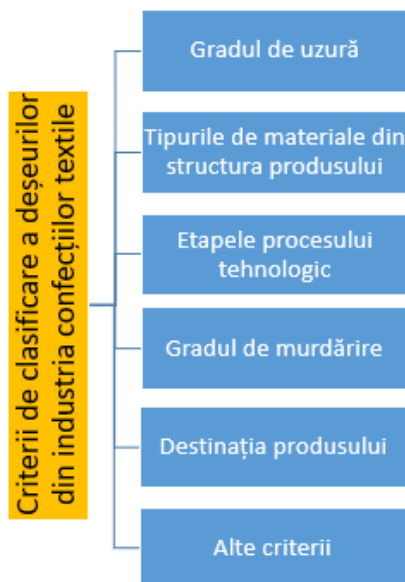 Criterii de clasificare a deșeurilor
din industria confecțiilor textile
Gradul de uzură
Tipurile de materiale din
structura produsului
Etapele procesului
tehnologic
Gradul de murdărire
Destinația produsului
Alte criterii